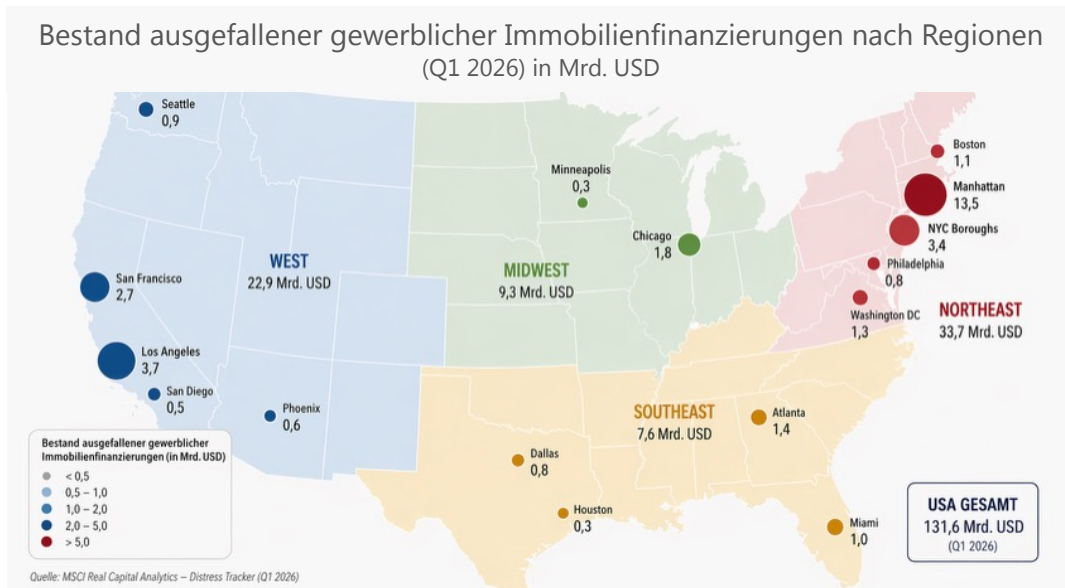 Bestand ausgefallener gewerblicher Immobilienfinanzierungen nach Regionen
(Q1 2026) in Mrd. USD
Seattle
0,9
Boston
1,1
Minneapolis
0,3
Manhattan
13,5
Chicago
1,8
NYC Boroughs
3,4
WEST
22,9 Mrd. USD
MIDWEST
9,3 Mrd. USD
Philadelphia
0,8
San Francisco
2,7
Washington DC
1,3
NORTHEAST
33,7 Mrd. USD
Los Angeles
3,7
San Diego
0,5
Phoenix
0,6
SOUTHEAST
7,6 Mrd. USD
Atlanta
1,4
Dallas
0,8
Houston
0,3
Miami
1,0
Bestand ausgefallener gewerblicher
Immobilienfinanzierungen (in Mrd. USD)
< 0,5
0,5 – 1,0
1,0 – 2,0
2,0 – 5,0
> 5,0
USA GESAMT
131,6 Mrd. USD
(Q1 2026)
Quelle: MSCI Real Capital Analytics – Distress Tracker (Q1 2026)